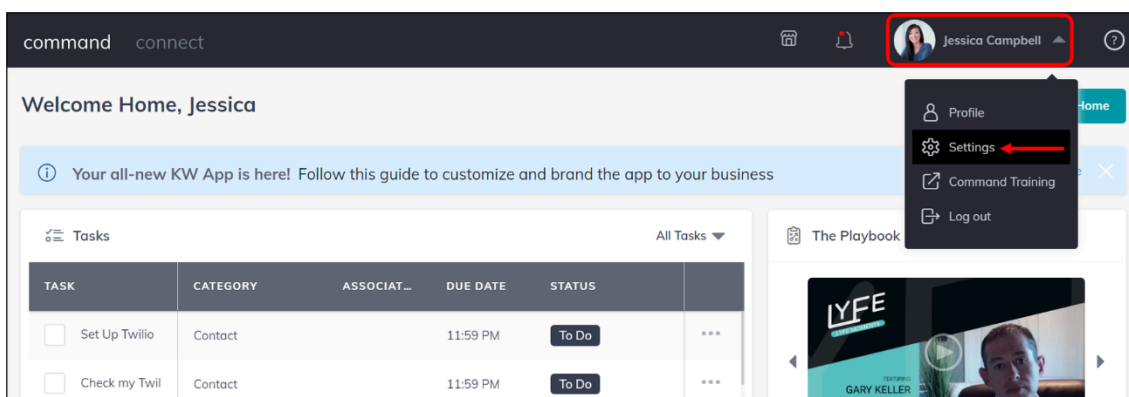 command connect
Jessica Campbell
Welcome Home, Jessica
Home
Profile
Settings
Command Training
Log out
Your all-new KW App is here! Follow this guide to customize and brand the app to your business
Tasks
All Tasks
The Playbook
TASK CATEGORY ASSOCIAT... DUE DATE STATUS
Set Up Twilio Contact 11:59 PM To Do
Check my Twil Contact 11:59 PM To Do
LYFE
LYFE MOMENTS
FEATURING
GARY KELLER